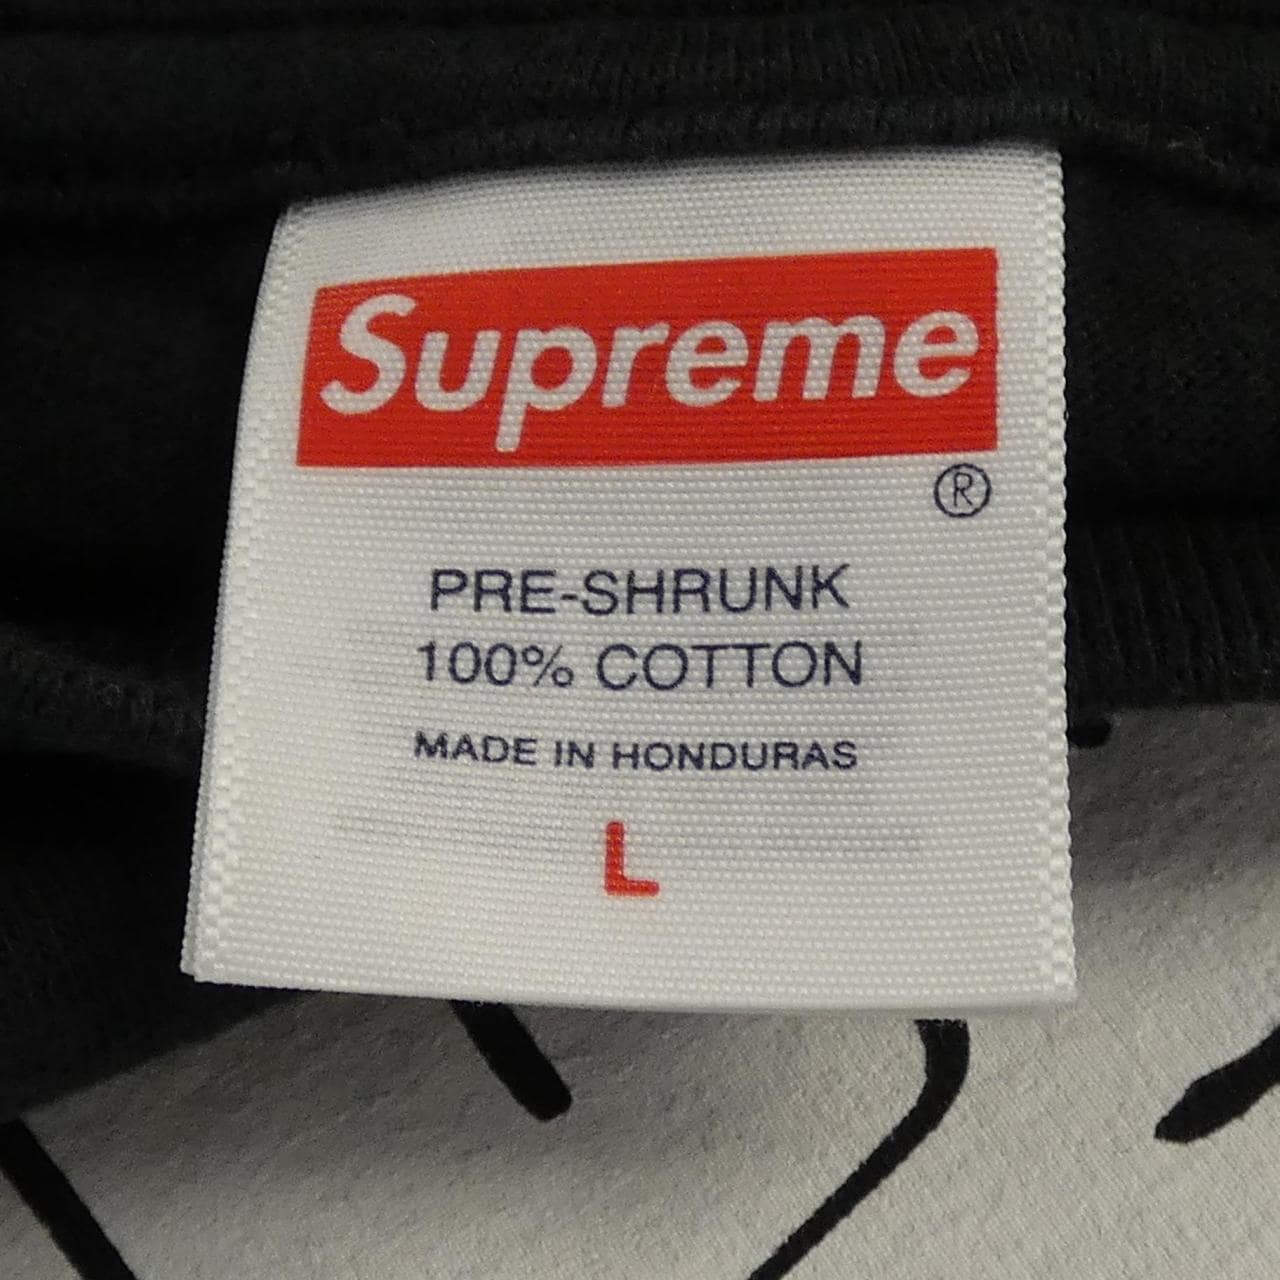 Supreme
®
PRE-SHRUNK
100% COTTON
MADE IN HONDURAS
L